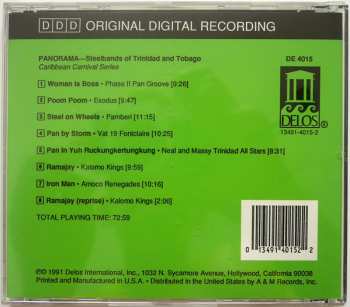 DDD ORIGINAL DIGITAL RECORDING
PANORAMA—Steelbands of Trinidad and Tobago DE 4015
Caribbean Carnival Series
1 Woman is Boss • Phase II Pan Groove [9:26]
2 Poom Poom • Exodus [9:47]
3 Steel on Wheels • Pamberi [11:15]
4 Pan by Storm • Vat 19 Fonclaire [10:25]
5 Pan in Yuh Ruckungkertungkung • Neal and Massy Trinidad All Stars [9:31]
6 Ramajay • Kalomo Kings [9:59]
7 Iron Man • Amoco Renegades [10:16]
8 Ramajay (reprise) • Kalomo Kings [2:06]
TOTAL PLAYING TIME: 72:59
DELOS
13491-4015-2
0 13491 40152 2
Ⓟ© 1991 Delos International, Inc., 1032 N. Sycamore Avenue, Hollywood, California 90038
Printed and Manufactured in U.S.A. • Distributed in the United States by A & M Records, Inc.